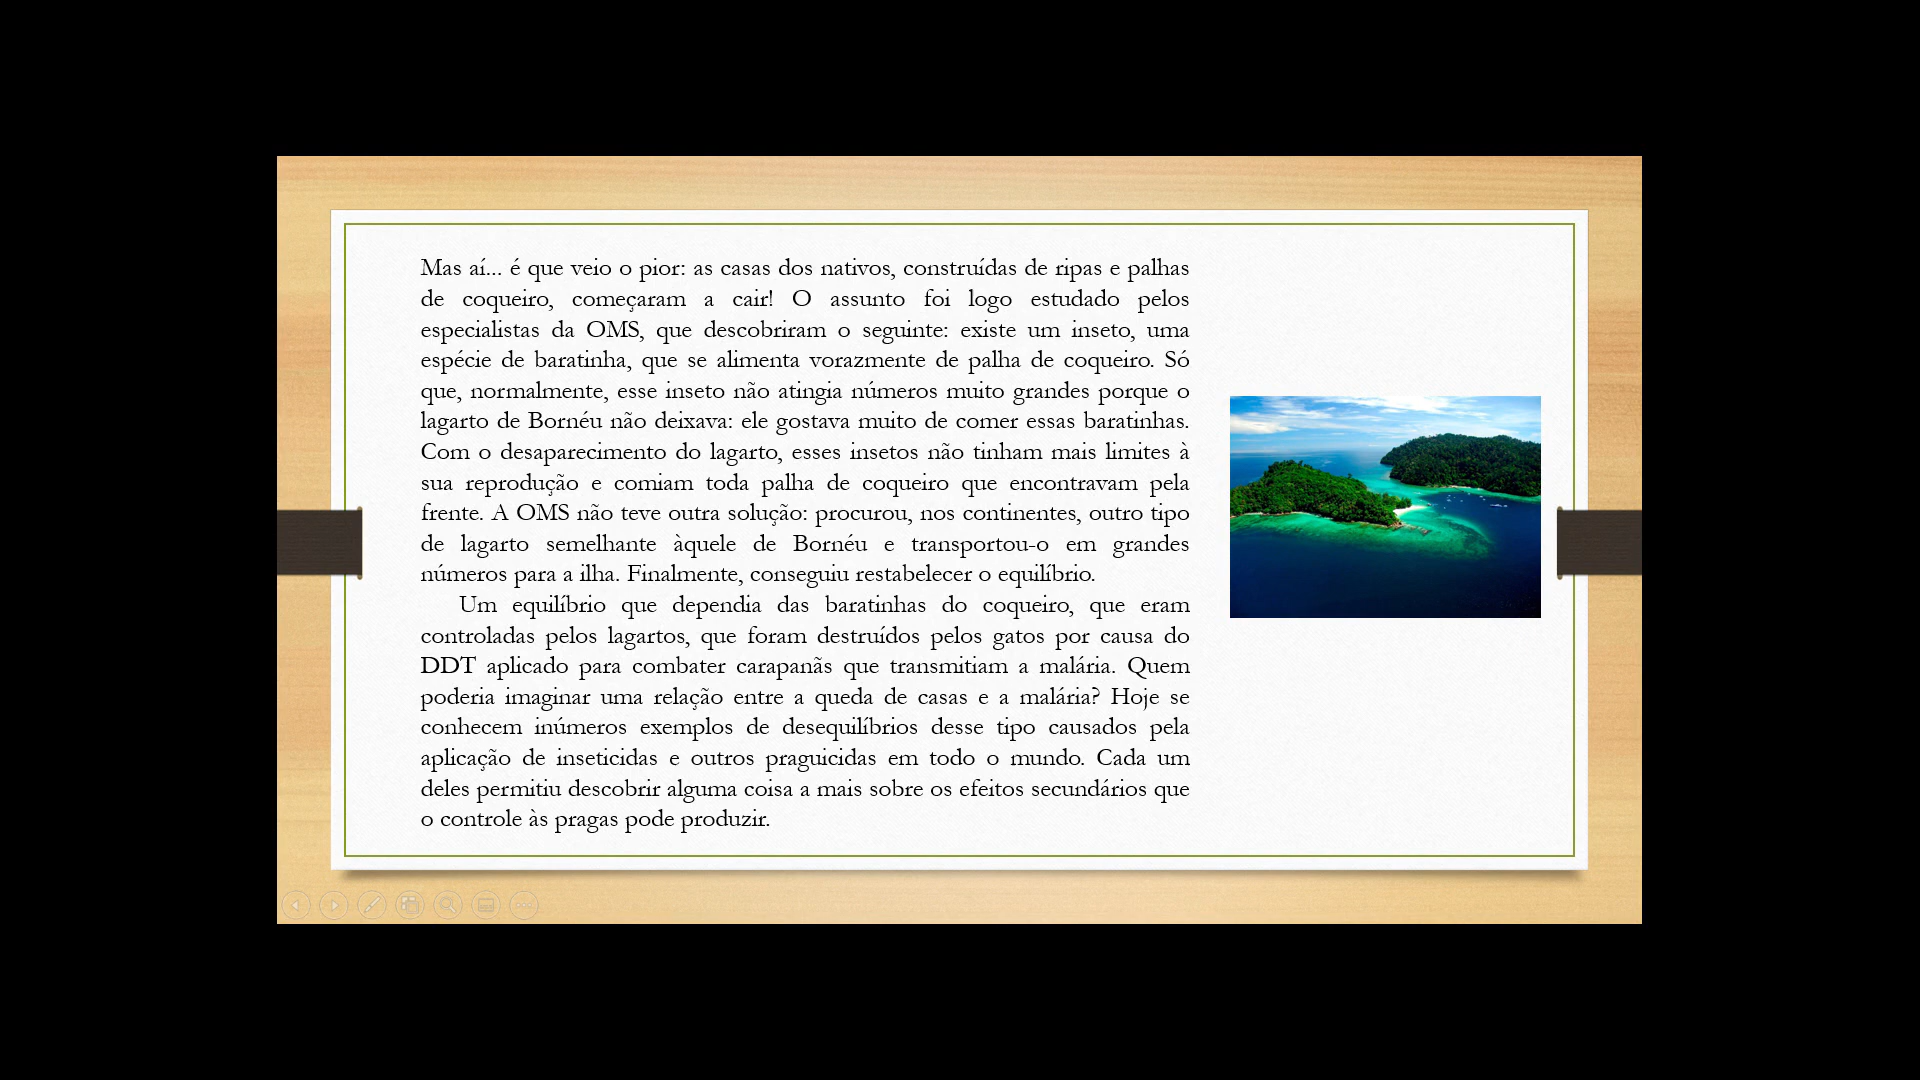 Mas aí... é que veio o pior: as casas dos nativos, construídas de ripas e palhas
de coqueiro, começaram a cair! O assunto foi logo estudado pelos
especialistas da OMS, que descobriram o seguinte: existe um inseto, uma
espécie de baratinha, que se alimenta vorazmente de palha de coqueiro. Só
que, normalmente, esse inseto não atingia números muito grandes porque o
lagarto de Bornéu não deixava: ele gostava muito de comer essas baratinhas.
Com o desaparecimento do lagarto, esses insetos não tinham mais limites à
sua reprodução e comiam toda palha de coqueiro que encontravam pela
frente. A OMS não teve outra solução: procurou, nos continentes, outro tipo
de lagarto semelhante àquele de Bornéu e transportou-o em grandes
números para a ilha. Finalmente, conseguiu restabelecer o equilíbrio.
Um equilíbrio que dependia das baratinhas do coqueiro, que eram
controladas pelos lagartos, que foram destruídos pelos gatos por causa do
DDT aplicado para combater carapanãs que transmitiam a malária. Quem
poderia imaginar uma relação entre a queda de casas e a malária? Hoje se
conhecem inúmeros exemplos de desequilíbrios desse tipo causados pela
aplicação de inseticidas e outros praguicidas em todo o mundo. Cada um
deles permitiu descobrir alguma coisa a mais sobre os efeitos secundários que
o controle às pragas pode produzir.